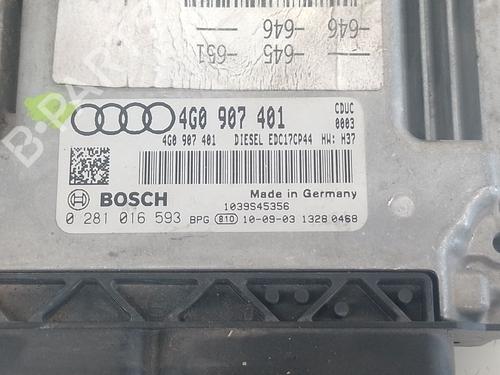 -646 -646 —
-651 -645 —
4G0 907 401 CDUC
0003
4G0 907 401 DIESEL EDC17CP44 HW: H37
BOSCH Made in Germany
1039S45356
0 281 016 593 BPG 810 10-09-03 1328 0468
B-PARTS